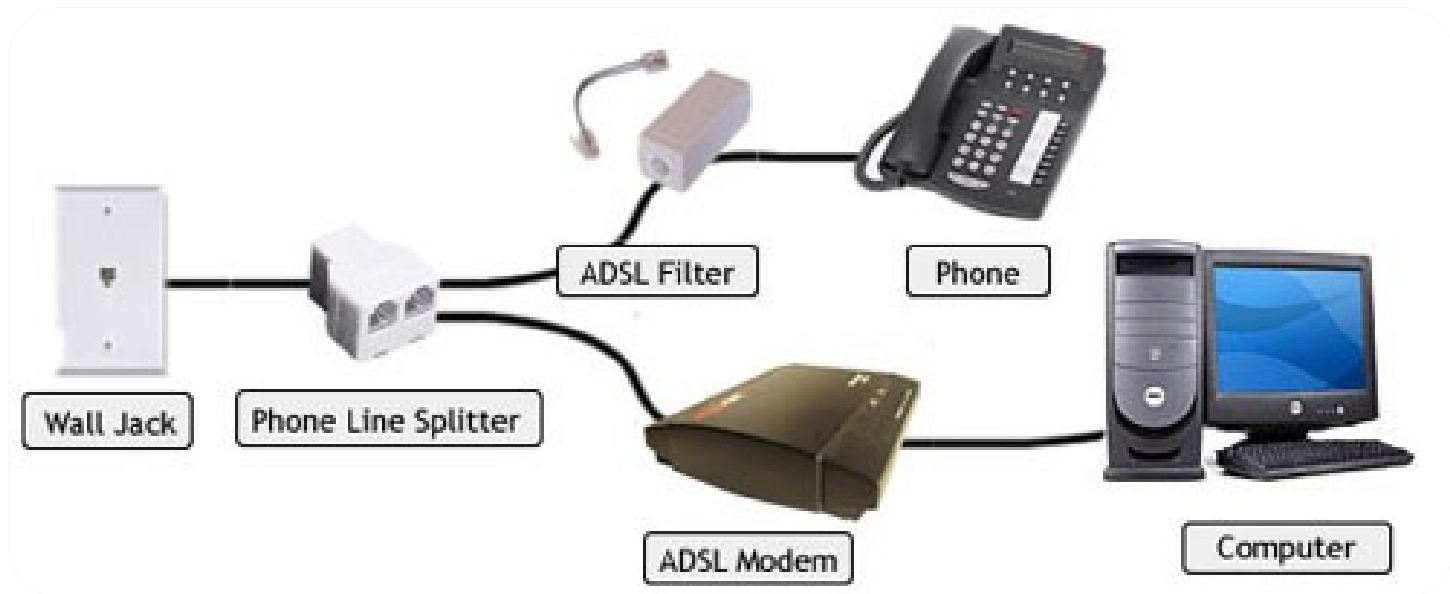 ADSL Filter
Phone
Wall Jack
Phone Line Splitter
ADSL Modem
Computer